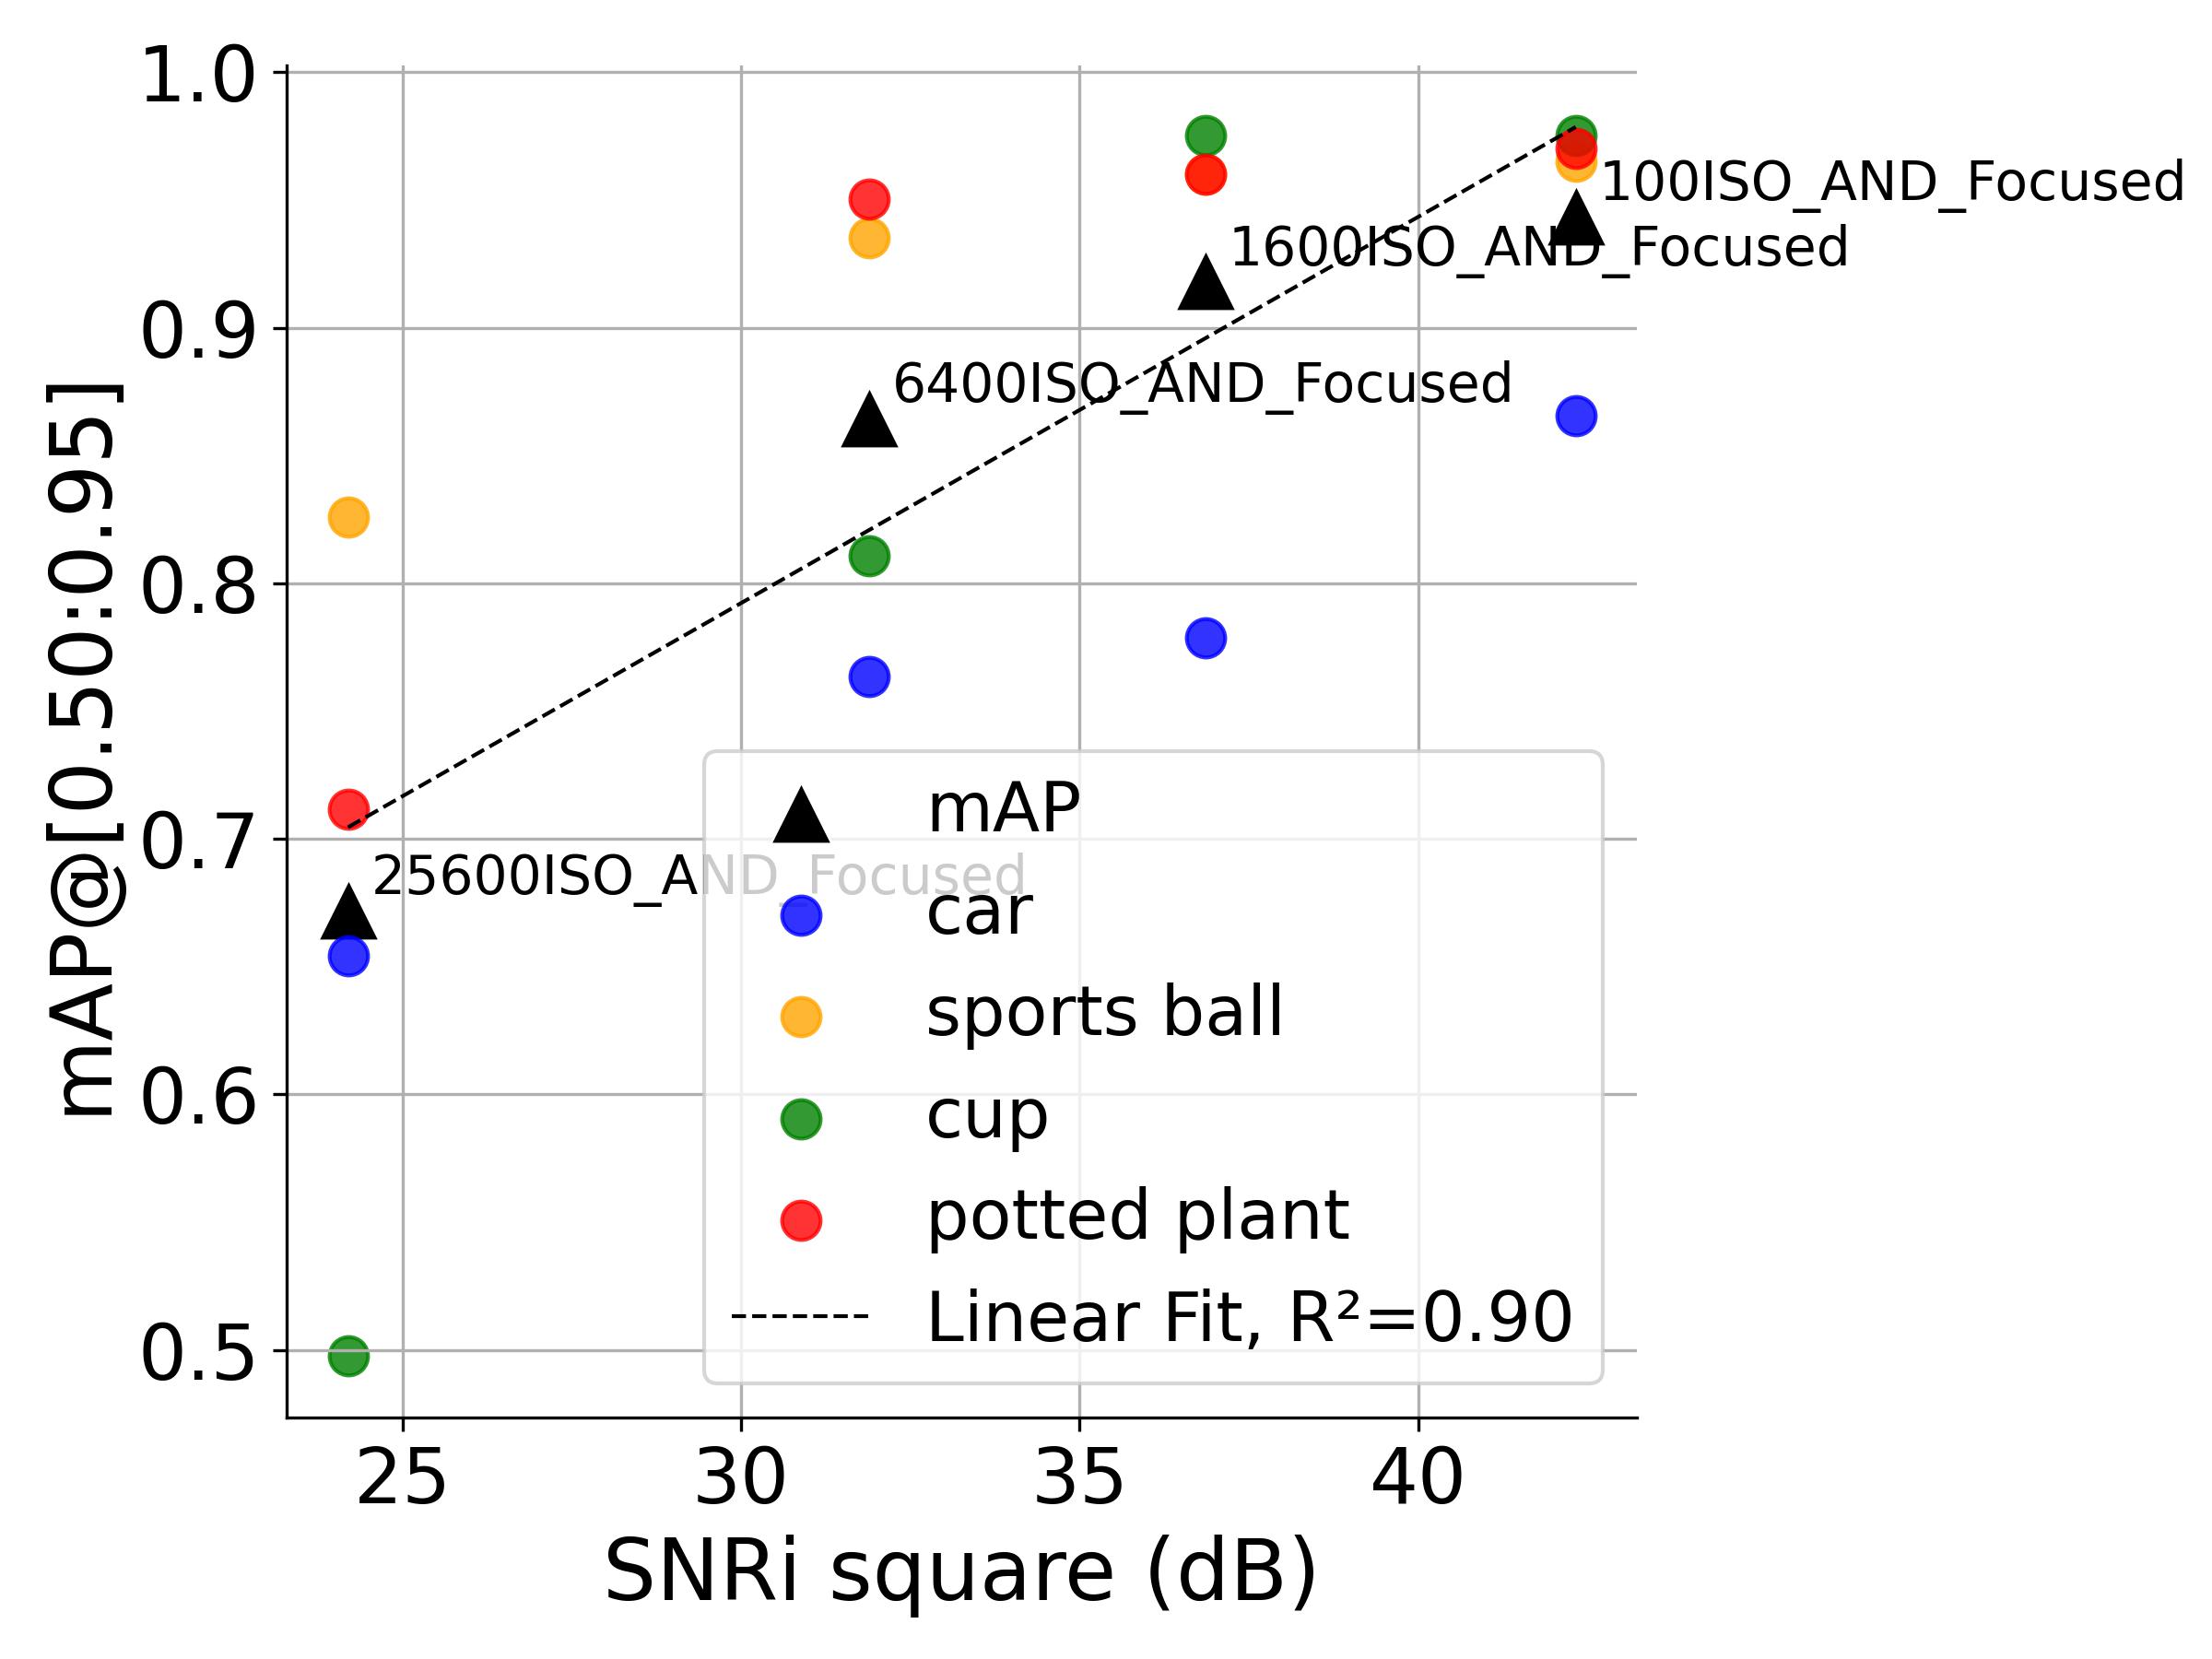 mAP@[0.50:0.95]
1.0
0.9
0.8
0.7
0.6
0.5
100ISO_AND_Focused
1600ISO_AND_Focused
6400ISO_AND_Focused
25600ISO_AND_Focused
mAP
car
sports ball
cup
potted plant
Linear Fit, R²=0.90
25
30
35
40
SNRi square (dB)